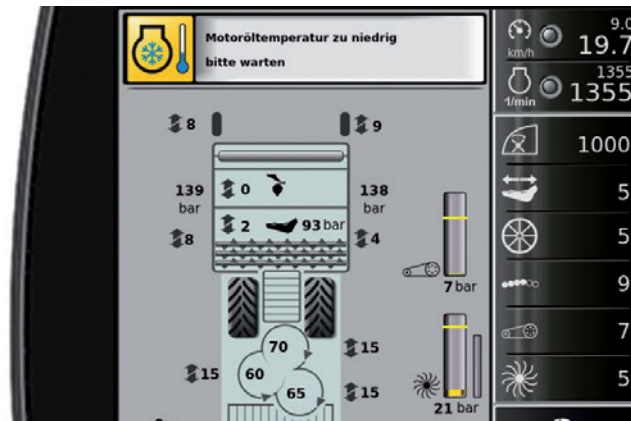 Motoröltemperatur zu niedrig
bitte warten
9.0
19.7
km/h
1355
1355
1/min
8
9
1000
139
bar
0
138
bar
5
2
93 bar
8
4
5
9
7 bar
7
70
15
60
15
65
15
5
21 bar